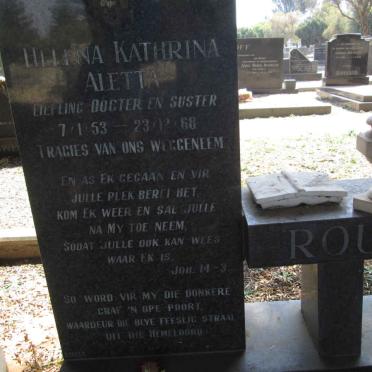 HELENA KATHRINA
ALETTA
LIEFLING DOGTER EN SUSTER
7/1/53 — 23/12/68
TRAGIES VAN ONS WEGGENEEM
EN AS EK GEGAAN EN VIR
JULLE PLEK BEREI HET,
KOM EK WEER EN SAL JULLE
NA MY TOE NEEM,
SODAT JULLE OOK KAN WEES
WAAR EK IS.
JOH. 14-3.
SO WORD VIR MY DIE DONKERE
GRAF 'N OPE POORT,
WAARDEUR DIE BLYE FEESLIG STRAAL
UIT DIE HEMELOORD.
ROU